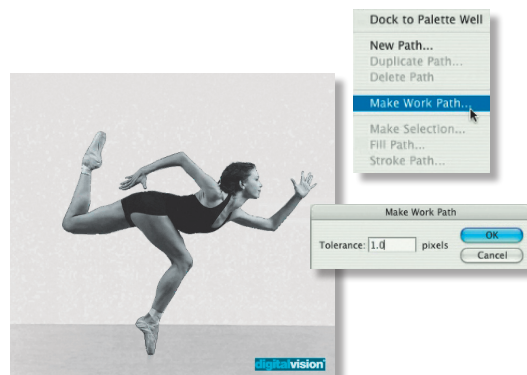 Dock to Palette Well
New Path...
Duplicate Path...
Delete Path
Make Work Path...
Make Selection...
Fill Path...
Stroke Path...
Make Work Path
Tolerance: 1.0 pixels
OK
Cancel
digitalvision